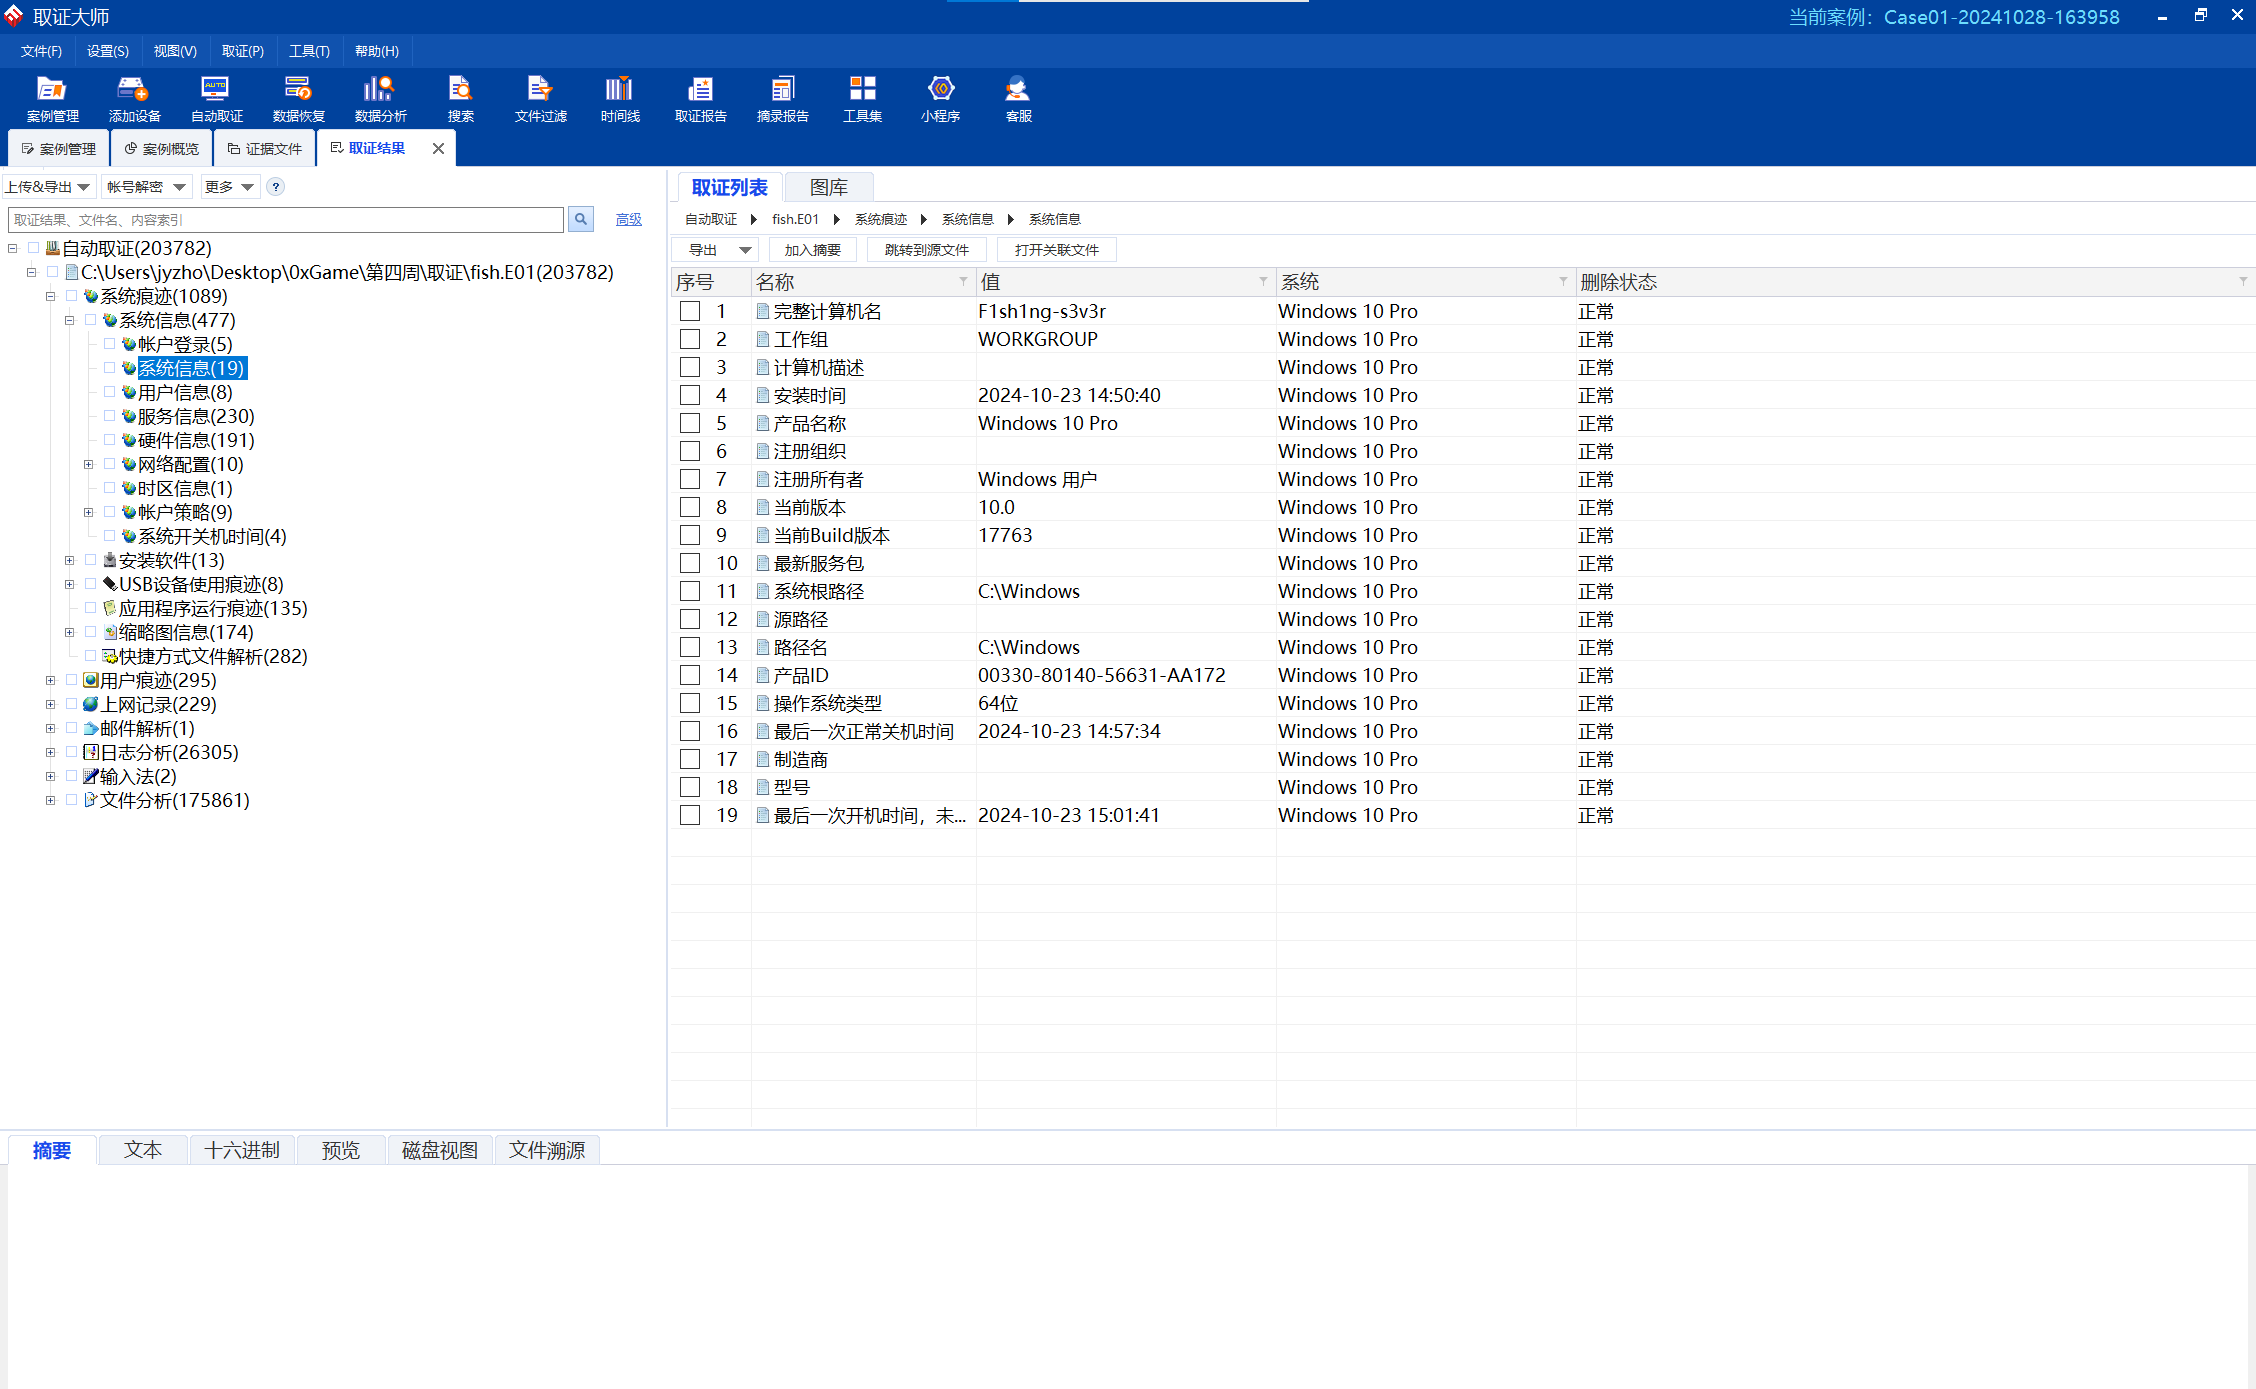 取证大师
当前案例：Case01-20241028-163958
文件(F) 设置(S) 视图(V) 取证(P) 工具(T) 帮助(H)
案例管理 添加设备 自动取证 数据恢复 数据分析 搜索 文件过滤 时间线 取证报告 摘录报告 工具集 小程序 客服
案例管理 案例概览 证据文件 取证结果
上传&导出 帐号解密 更多 ?
取证结果、文件名、内容索引 高级
自动取证(203782)
C:\Users\jyzho\Desktop\0xGame\第四周\取证\fish.E01(203782)
系统痕迹(1089)
系统信息(477)
帐户登录(5)
系统信息(19)
用户信息(8)
服务信息(230)
硬件信息(191)
网络配置(10)
时区信息(1)
帐户策略(9)
系统开关机时间(4)
安装软件(13)
USB设备使用痕迹(8)
应用程序运行痕迹(135)
缩略图信息(174)
快捷方式文件解析(282)
用户痕迹(295)
上网记录(229)
邮件解析(1)
日志分析(26305)
输入法(2)
文件分析(175861)
取证列表 图库
自动取证 fish.E01 系统痕迹 系统信息 系统信息
导出 加入摘要 跳转到源文件 打开关联文件
序号 名称 值 系统 删除状态
1 完整计算机名 F1sh1ng-s3v3r Windows 10 Pro 正常
2 工作组 WORKGROUP Windows 10 Pro 正常
3 计算机描述 Windows 10 Pro 正常
4 安装时间 2024-10-23 14:50:40 Windows 10 Pro 正常
5 产品名称 Windows 10 Pro Windows 10 Pro 正常
6 注册组织 Windows 10 Pro 正常
7 注册所有者 Windows 用户 Windows 10 Pro 正常
8 当前版本 10.0 Windows 10 Pro 正常
9 当前Build版本 17763 Windows 10 Pro 正常
10 最新服务包 Windows 10 Pro 正常
11 系统根路径 C:\Windows Windows 10 Pro 正常
12 源路径 Windows 10 Pro 正常
13 路径名 C:\Windows Windows 10 Pro 正常
14 产品ID 00330-80140-56631-AA172 Windows 10 Pro 正常
15 操作系统类型 64位 Windows 10 Pro 正常
16 最后一次正常关机时间 2024-10-23 14:57:34 Windows 10 Pro 正常
17 制造商 Windows 10 Pro 正常
18 型号 Windows 10 Pro 正常
19 最后一次开机时间，未... 2024-10-23 15:01:41 Windows 10 Pro 正常
摘要 文本 十六进制 预览 磁盘视图 文件溯源